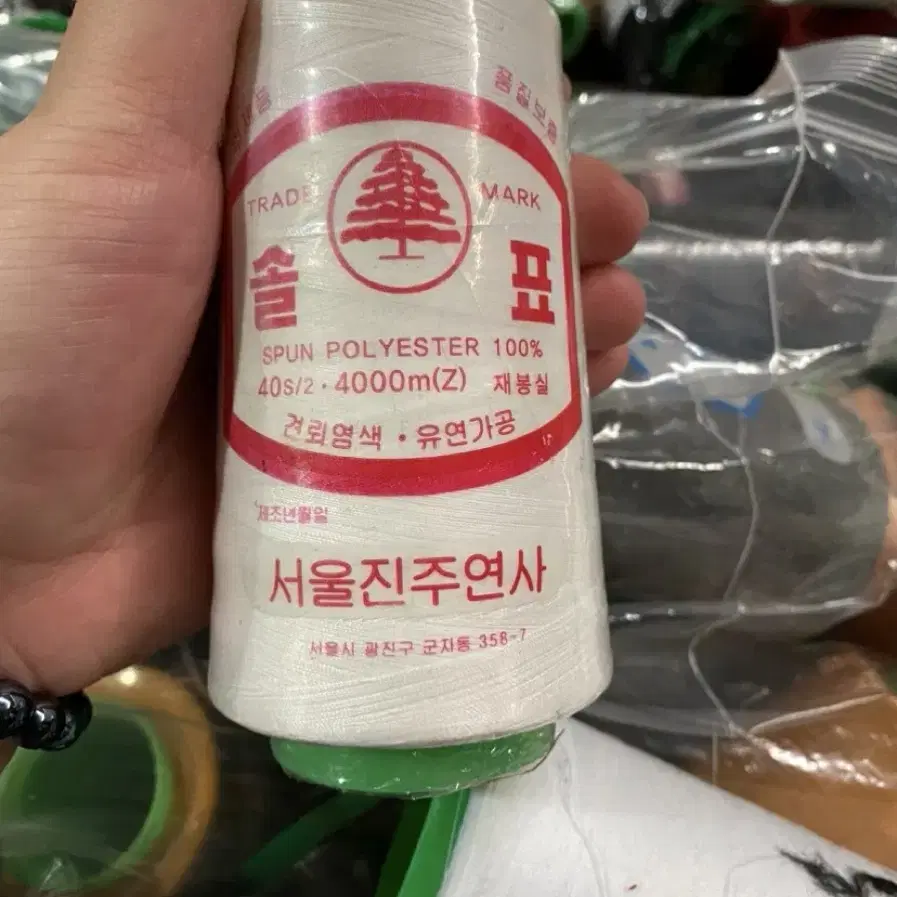 품질보증
TRADE MARK
솔표
SPUN POLYESTER 100%
40s/2 · 4000m(Z) 재봉실
견뢰염색 · 유연가공
제조년월일
서울진주연사
서울시 광진구 군자동 358-7